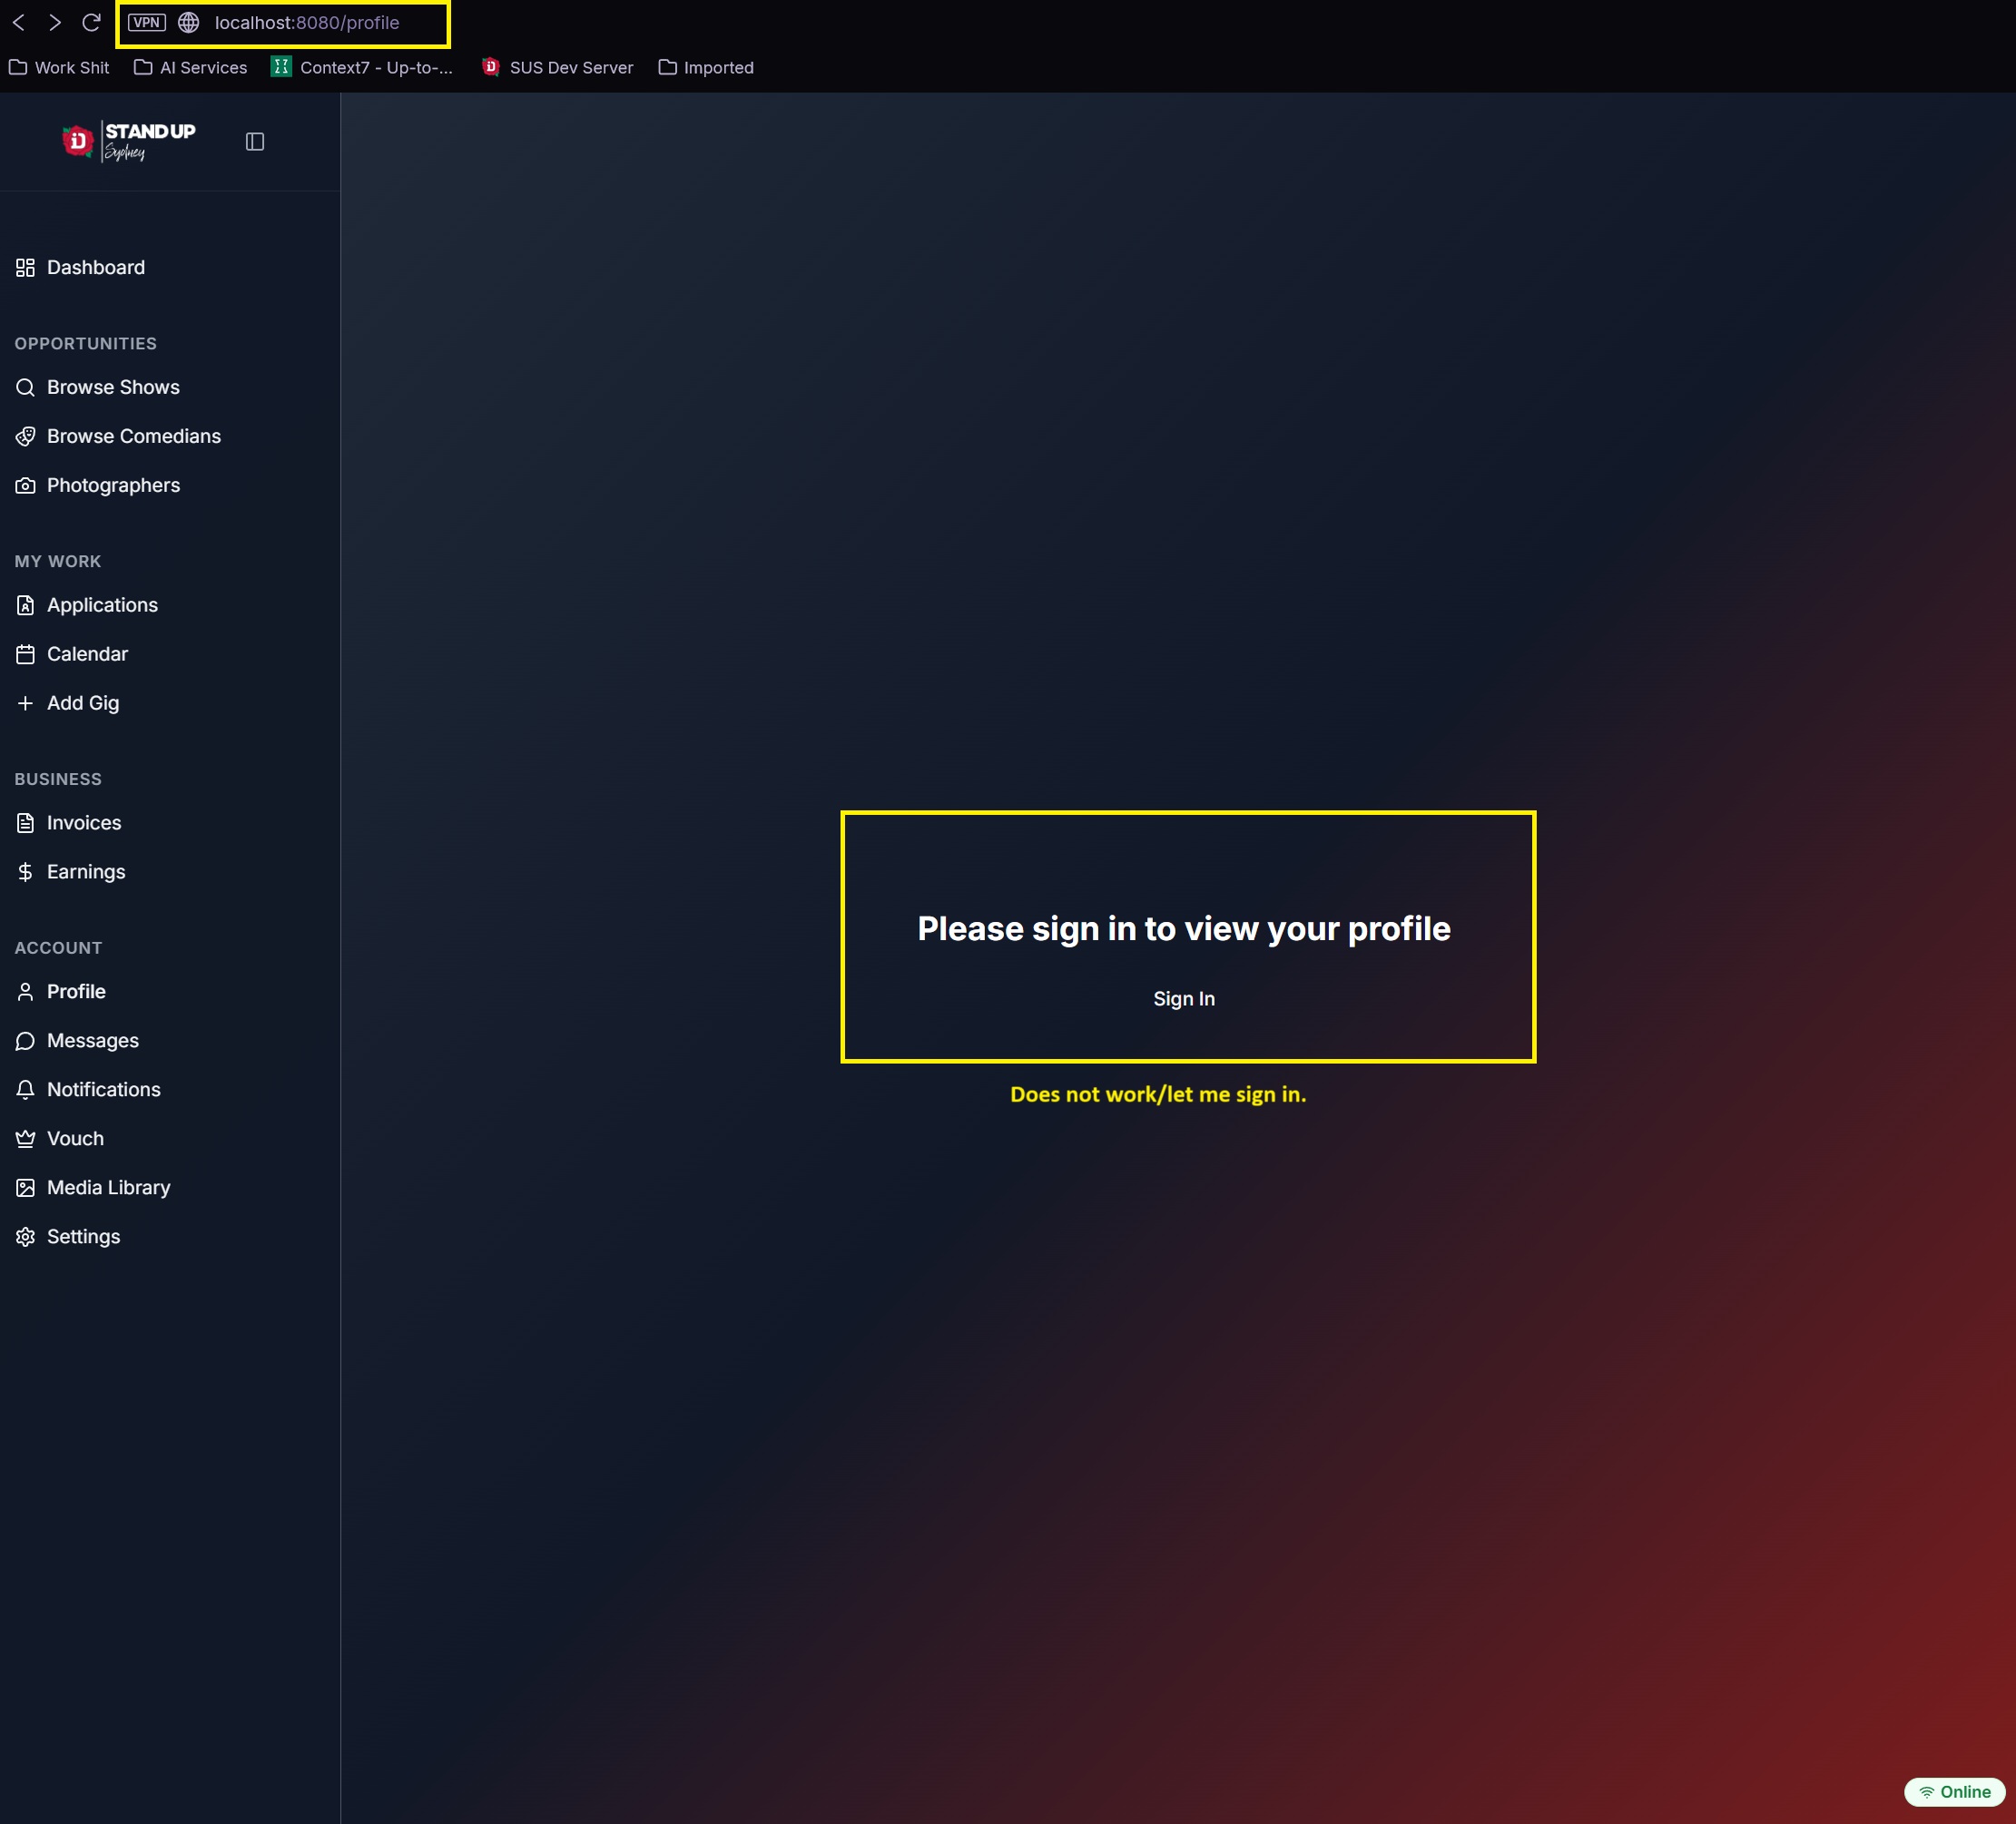 VPN localhost:8080/profile
Work Shit AI Services Context7 - Up-to-... SUS Dev Server Imported
iD STAND UP
Sydney
Dashboard
OPPORTUNITIES
Browse Shows
Browse Comedians
Photographers
MY WORK
Applications
Calendar
Add Gig
BUSINESS
Invoices
Earnings
ACCOUNT
Profile
Messages
Notifications
Vouch
Media Library
Settings
Please sign in to view your profile
Sign In
Does not work/let me sign in.
Online